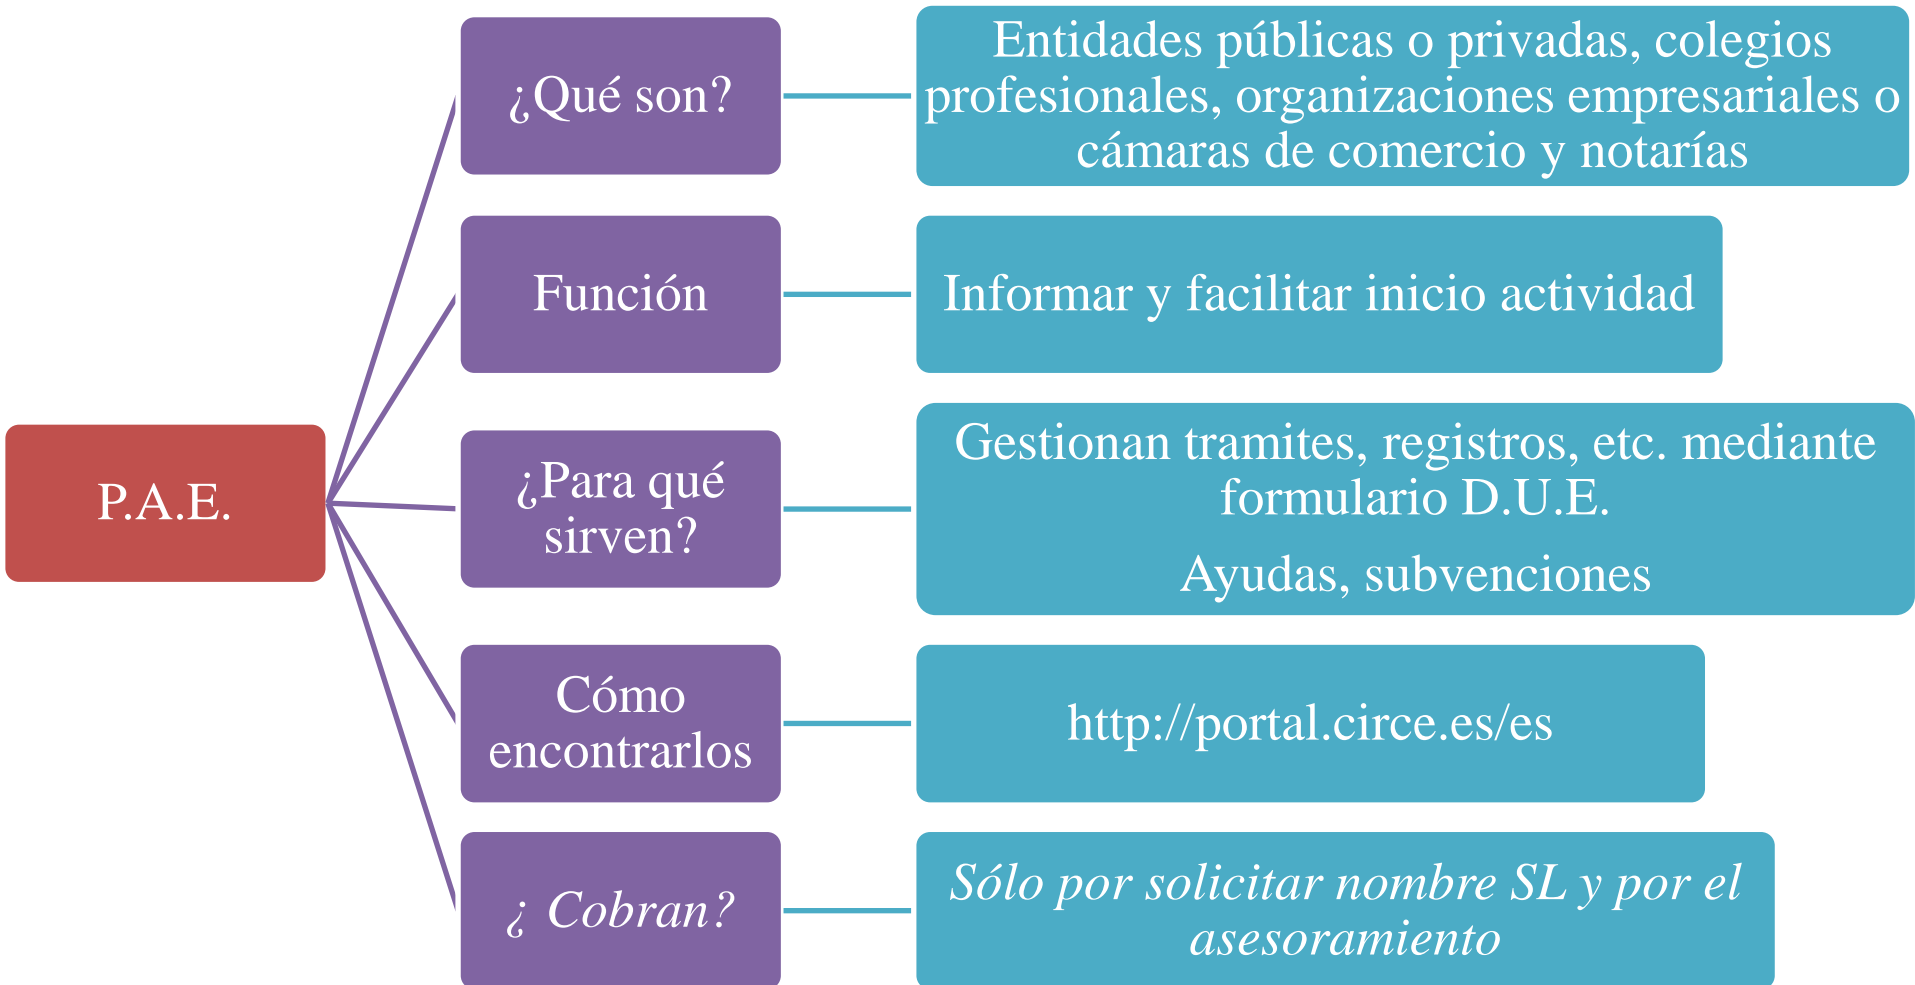 P.A.E.
¿Qué son?
Entidades públicas o privadas, colegios
profesionales, organizaciones empresariales o
cámaras de comercio y notarías
Función
Informar y facilitar inicio actividad
¿Para qué
sirven?
Gestionan tramites, registros, etc. mediante
formulario D.U.E.
Ayudas, subvenciones
Cómo
encontrarlos
http://portal.circe.es/es
¿ Cobran?
Sólo por solicitar nombre SL y por el
asesoramiento